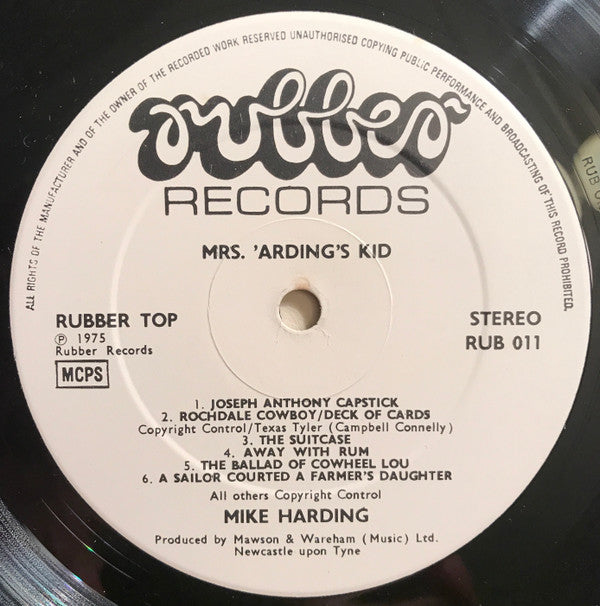 ALL RIGHTS OF THE MANUFACTURER AND OF THE OWNER OF THE RECORDED WORK RESERVED UNAUTHORISED COPYING PUBLIC PERFORMANCE AND BROADCASTING OF THIS RECORD PROHIBITED.
rubber
RECORDS
MRS. 'ARDING'S KID
RUBBER TOP
℗ 1975
Rubber Records
MCPS
STEREO
RUB 011
1. JOSEPH ANTHONY CAPSTICK
2. ROCHDALE COWBOY/DECK OF CARDS
Copyright Control/Texas Tyler (Campbell Connelly)
3. THE SUITCASE
4. AWAY WITH RUM
5. THE BALLAD OF COWHEEL LOU
6. A SAILOR COURTED A FARMER'S DAUGHTER
All others Copyright Control
MIKE HARDING
Produced by Mawson & Wareham (Music) Ltd.
Newcastle upon Tyne
RUB